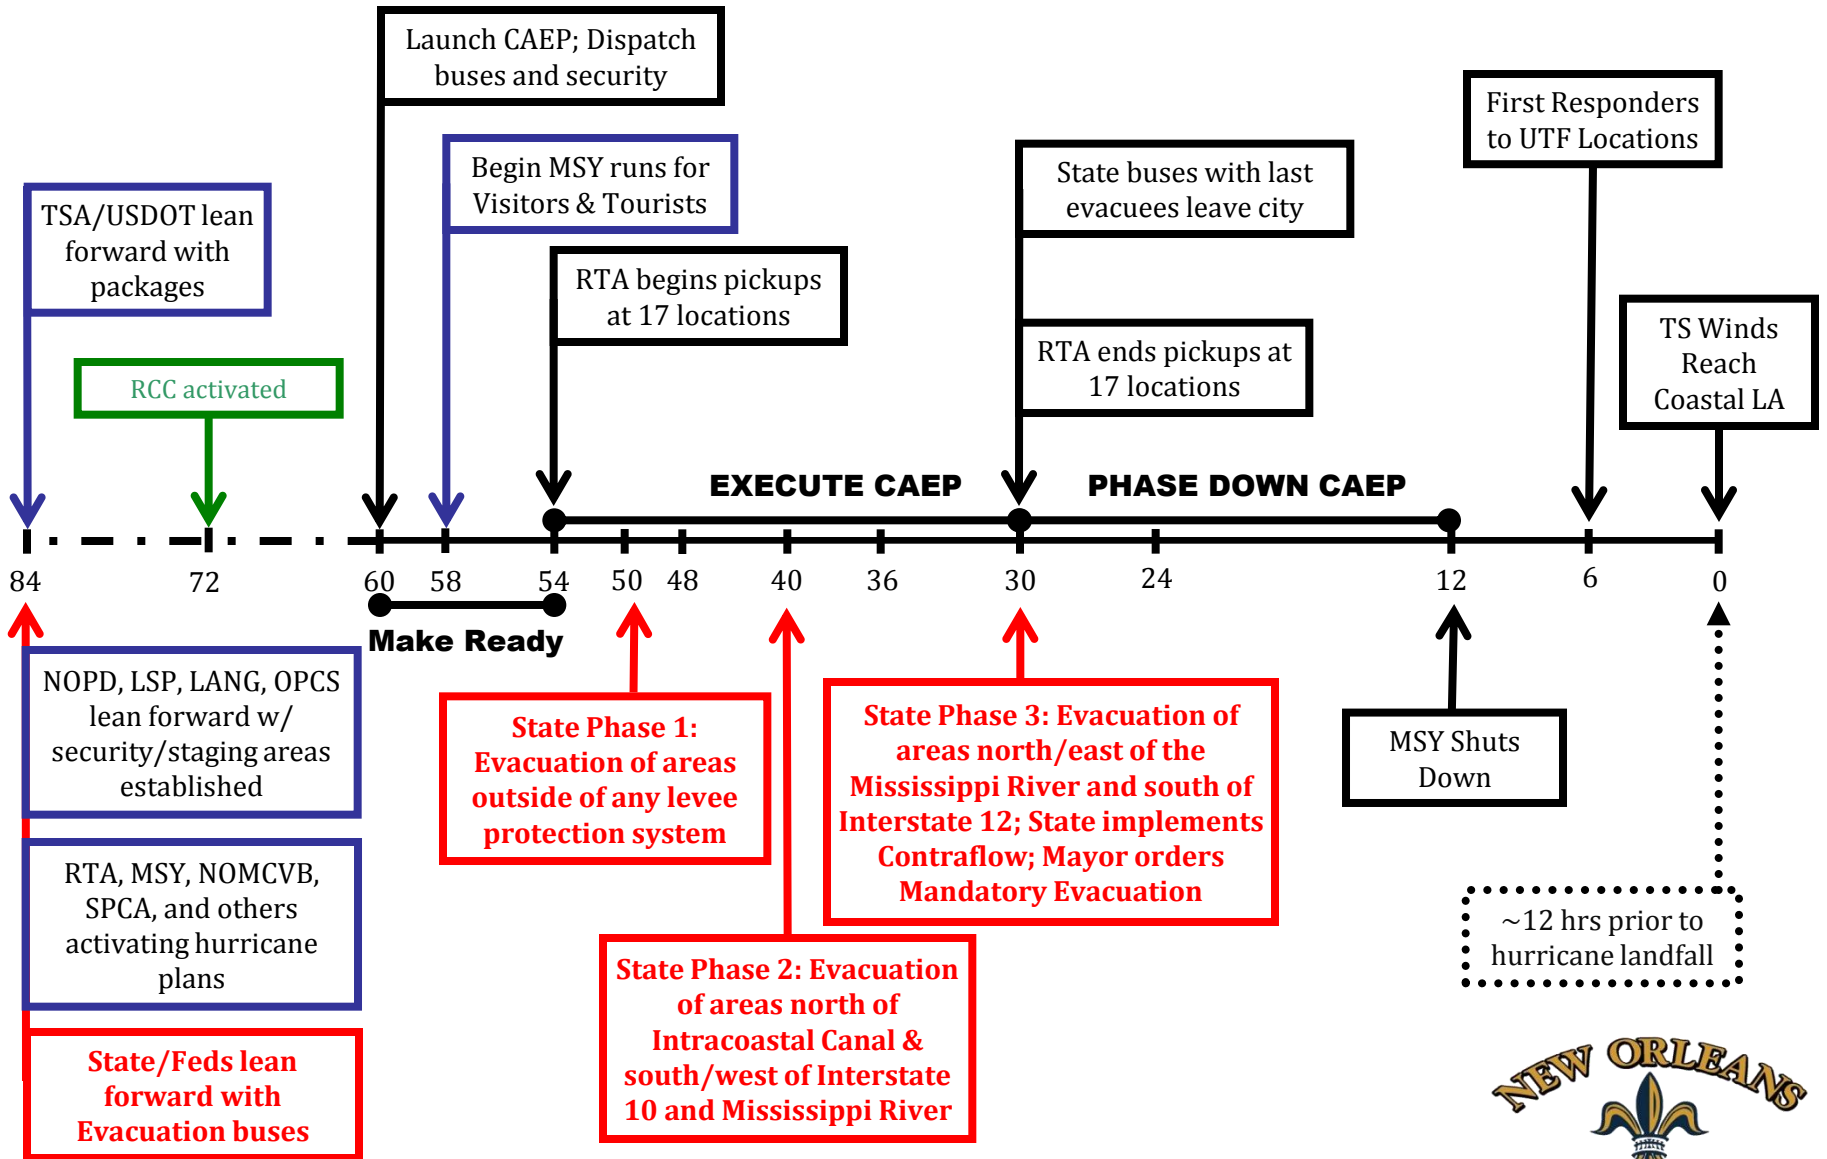 Launch CAEP; Dispatch
buses and security
First Responders
to UTF Locations
Begin MSY runs for
Visitors & Tourists
State buses with last
evacuees leave city
TSA/USDOT lean
forward with
packages
RTA begins pickups
at 17 locations
TS Winds
Reach
Coastal LA
RTA ends pickups at
17 locations
RCC activated
EXECUTE CAEP
PHASE DOWN CAEP
84 72 60 58 54 50 48 40 36 30 24 12 6 0
Make Ready
NOPD, LSP, LANG, OPCS
lean forward w/
security/staging areas
established
RTA, MSY, NOMCVB,
SPCA, and others
activating hurricane
plans
State/Feds lean
forward with
Evacuation buses
State Phase 1:
Evacuation of areas
outside of any levee
protection system
State Phase 2: Evacuation
of areas north of
Intracoastal Canal &
south/west of Interstate
10 and Mississippi River
State Phase 3: Evacuation of
areas north/east of the
Mississippi River and south of
Interstate 12; State implements
Contraflow; Mayor orders
Mandatory Evacuation
MSY Shuts
Down
~12 hrs prior to
hurricane landfall
NEW ORLEANS